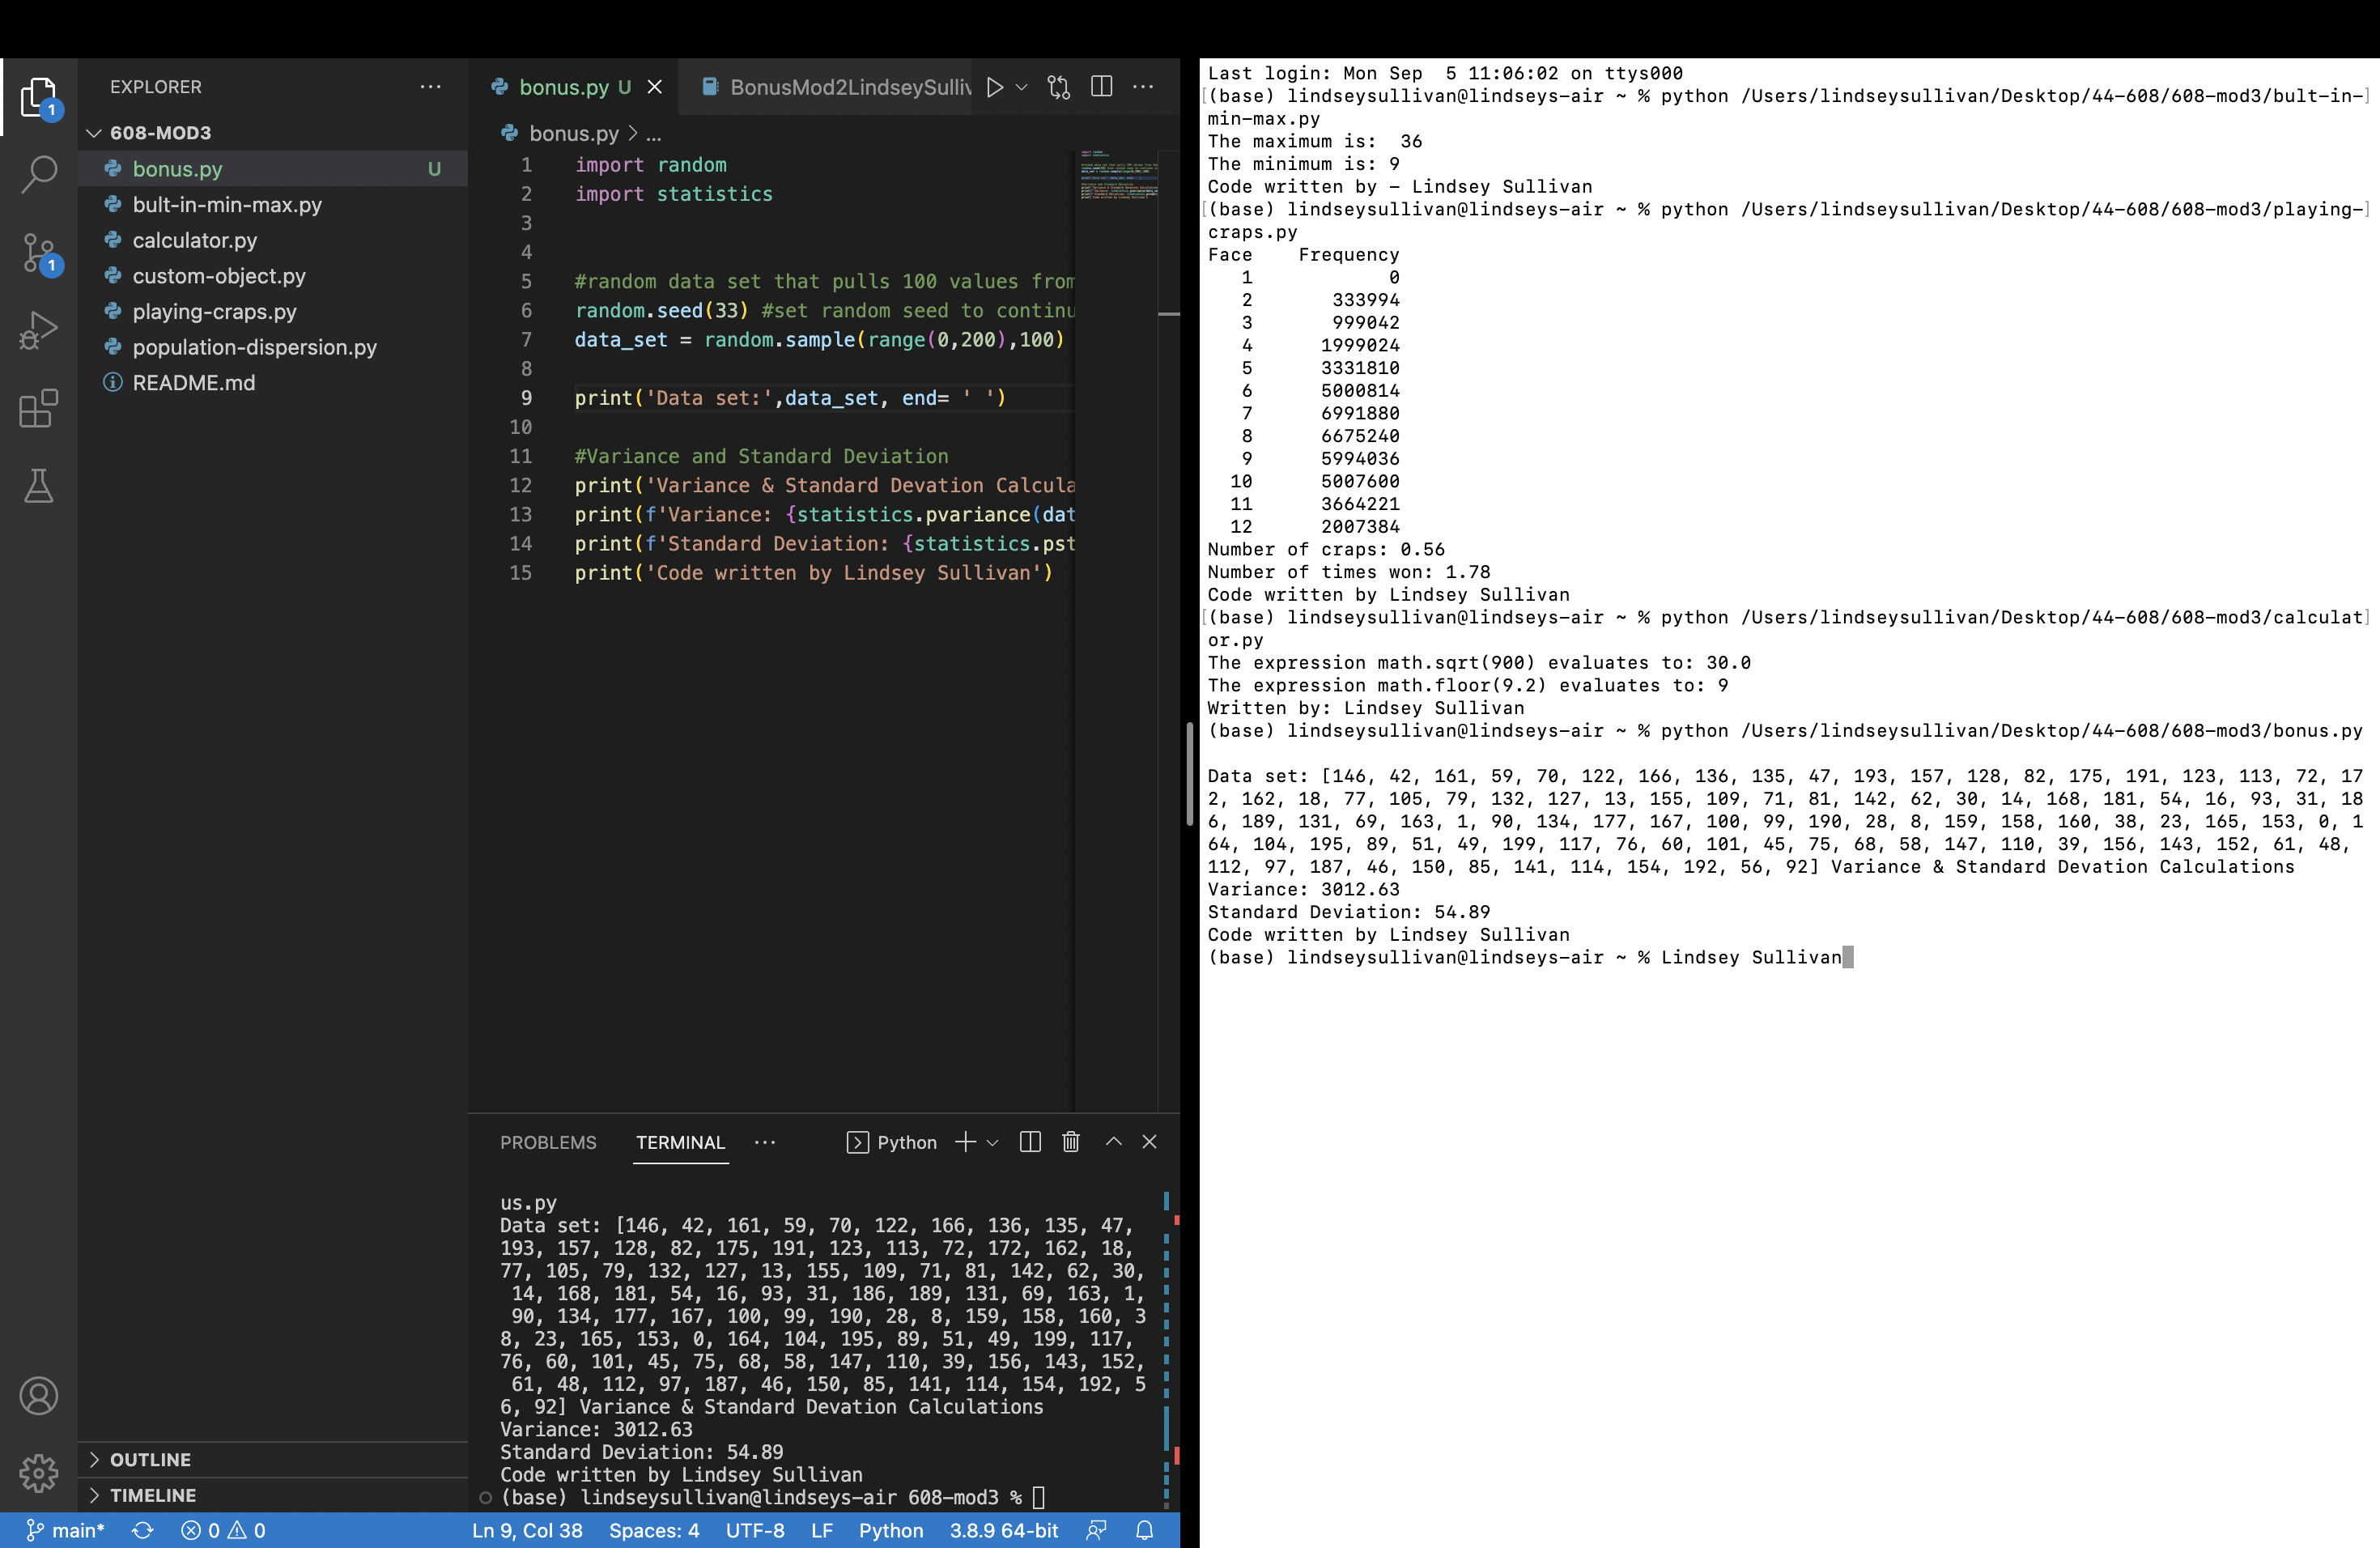 EXPLORER
608-MOD3
bonus.py U
bult-in-min-max.py
calculator.py
custom-object.py
playing-craps.py
population-dispersion.py
README.md
OUTLINE
TIMELINE
1
1
bonus.py U
BonusMod2LindseySulliv
bonus.py > ...
1 import random
2 import statistics
3
4
5 #random data set that pulls 100 values from
6 random.seed(33) #set random seed to continu
7 data_set = random.sample(range(0,200),100)
8
9 print('Data set:',data_set, end= ' ')
10
11 #Variance and Standard Deviation
12 print('Variance & Standard Devation Calcula
13 print(f'Variance: {statistics.pvariance(dat
14 print(f'Standard Deviation: {statistics.pst
15 print('Code written by Lindsey Sullivan')
PROBLEMS TERMINAL ... Python
us.py
Data set: [146, 42, 161, 59, 70, 122, 166, 136, 135, 47,
193, 157, 128, 82, 175, 191, 123, 113, 72, 172, 162, 18,
77, 105, 79, 132, 127, 13, 155, 109, 71, 81, 142, 62, 30,
14, 168, 181, 54, 16, 93, 31, 186, 189, 131, 69, 163, 1,
90, 134, 177, 167, 100, 99, 190, 28, 8, 159, 158, 160, 3
8, 23, 165, 153, 0, 164, 104, 195, 89, 51, 49, 199, 117,
76, 60, 101, 45, 75, 68, 58, 147, 110, 39, 156, 143, 152,
61, 48, 112, 97, 187, 46, 150, 85, 141, 114, 154, 192, 5
6, 92] Variance & Standard Devation Calculations
Variance: 3012.63
Standard Deviation: 54.89
Code written by Lindsey Sullivan
(base) lindseysullivan@lindseys-air 608-mod3 %
main* 0 0 Ln 9, Col 38 Spaces: 4 UTF-8 LF Python 3.8.9 64-bit
Last login: Mon Sep  5 11:06:02 on ttys000
[(base) lindseysullivan@lindseys-air ~ % python /Users/lindseysullivan/Desktop/44-608/608-mod3/bult-in-]
min-max.py
The maximum is:  36
The minimum is: 9
Code written by - Lindsey Sullivan
[(base) lindseysullivan@lindseys-air ~ % python /Users/lindseysullivan/Desktop/44-608/608-mod3/playing-]
craps.py
Face    Frequency
1 0
2 333994
3 999042
4 1999024
5 3331810
6 5000814
7 6991880
8 6675240
9 5994036
10 5007600
11 3664221
12 2007384
Number of craps: 0.56
Number of times won: 1.78
Code written by Lindsey Sullivan
[(base) lindseysullivan@lindseys-air ~ % python /Users/lindseysullivan/Desktop/44-608/608-mod3/calculat]
or.py
The expression math.sqrt(900) evaluates to: 30.0
The expression math.floor(9.2) evaluates to: 9
Written by: Lindsey Sullivan
(base) lindseysullivan@lindseys-air ~ % python /Users/lindseysullivan/Desktop/44-608/608-mod3/bonus.py
Data set: [146, 42, 161, 59, 70, 122, 166, 136, 135, 47, 193, 157, 128, 82, 175, 191, 123, 113, 72, 17
2, 162, 18, 77, 105, 79, 132, 127, 13, 155, 109, 71, 81, 142, 62, 30, 14, 168, 181, 54, 16, 93, 31, 18
6, 189, 131, 69, 163, 1, 90, 134, 177, 167, 100, 99, 190, 28, 8, 159, 158, 160, 38, 23, 165, 153, 0, 1
64, 104, 195, 89, 51, 49, 199, 117, 76, 60, 101, 45, 75, 68, 58, 147, 110, 39, 156, 143, 152, 61, 48,
112, 97, 187, 46, 150, 85, 141, 114, 154, 192, 56, 92] Variance & Standard Devation Calculations
Variance: 3012.63
Standard Deviation: 54.89
Code written by Lindsey Sullivan
(base) lindseysullivan@lindseys-air ~ % Lindsey Sullivan